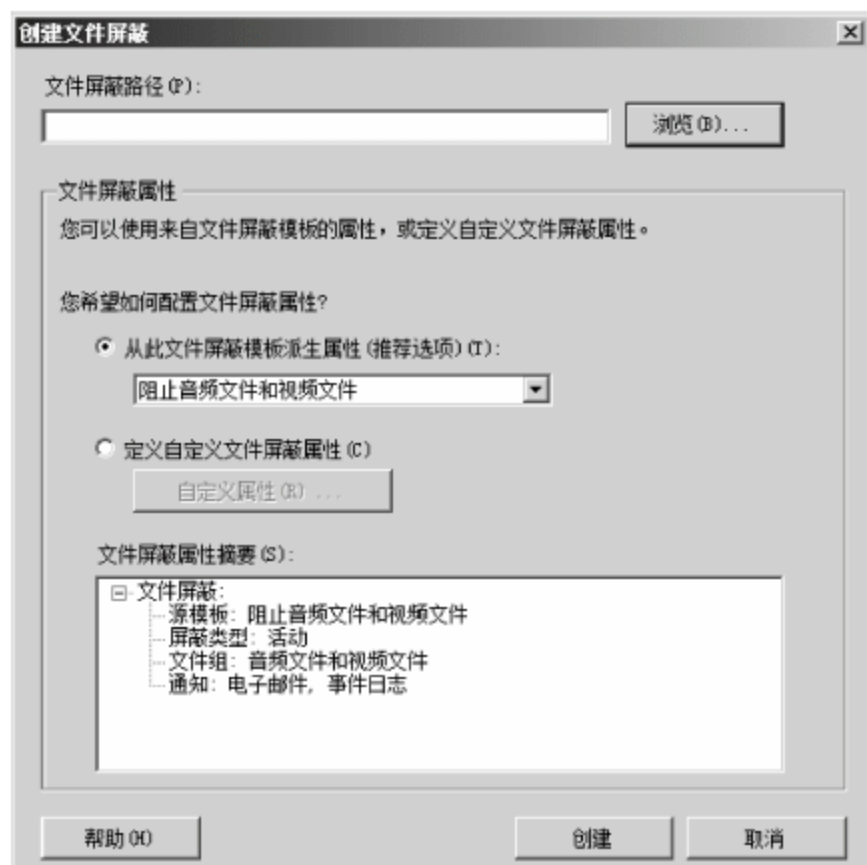 创建文件屏蔽
文件屏蔽路径(P):
浏览(B)...
文件屏蔽属性
您可以使用来自文件屏蔽模板的属性，或定义自定义文件屏蔽属性。
您希望如何配置文件屏蔽属性?
从此文件屏蔽模板派生属性(推荐选项)(T):
阻止音频文件和视频文件
定义自定义文件屏蔽属性(C)
自定义属性(R) ...
文件屏蔽属性摘要(S):
文件屏蔽:
源模板: 阻止音频文件和视频文件
屏蔽类型: 活动
文件组: 音频文件和视频文件
通知: 电子邮件, 事件日志
帮助(H)
创建
取消